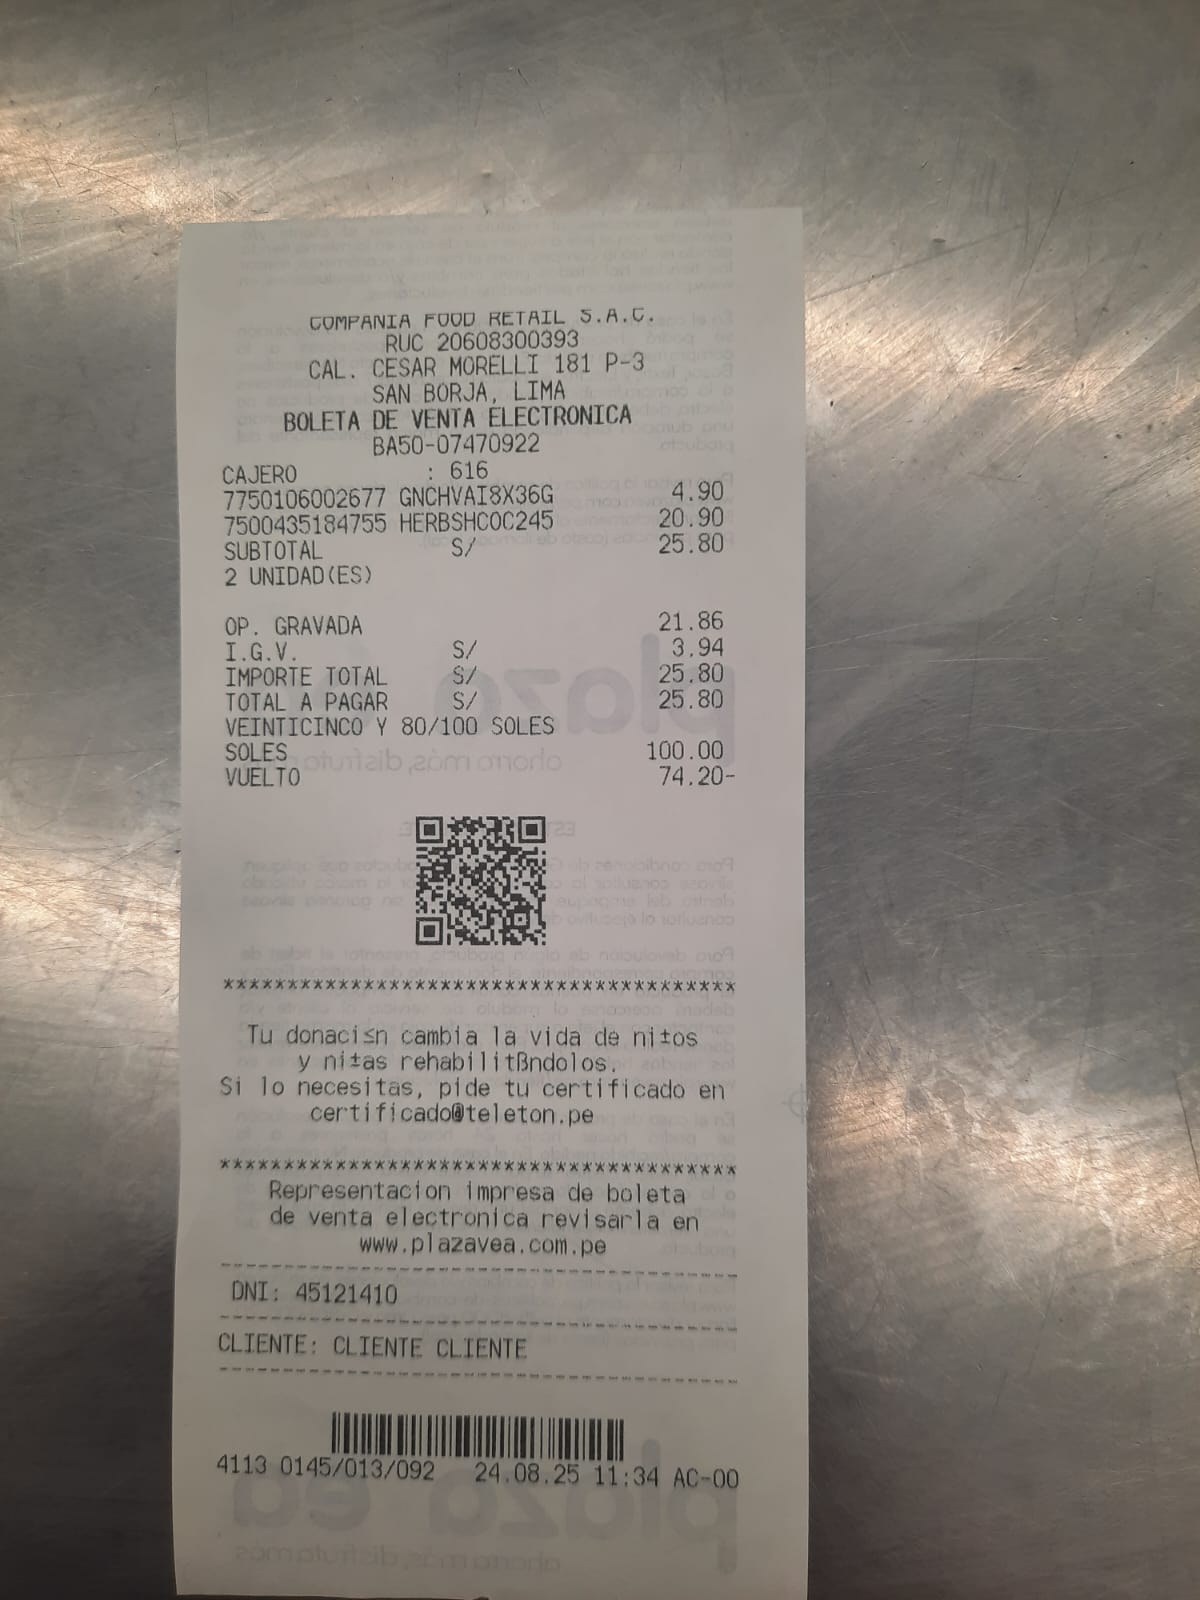 COMPANIA FOOD RETAIL S.A.C.
RUC 20608300393
CAL. CESAR MORELLI 181 P-3
SAN BORJA, LIMA
BOLETA DE VENTA ELECTRONICA
BA50-07470922
CAJERO : 616
7750106002677 GNCHVAI8X36G 4.90
7500435184755 HERBSHCOC245 20.90
SUBTOTAL S/ 25.80
2 UNIDAD(ES)
OP. GRAVADA 21.86
I.G.V. S/ 3.94
IMPORTE TOTAL S/ 25.80
TOTAL A PAGAR S/ 25.80
VEINTICINCO Y 80/100 SOLES
SOLES 100.00
VUELTO 74.20-
****************************************
Tu donaci≤n cambia la vida de ni±os
y ni±as rehabilitßndolos.
Si lo necesitas, pide tu certificado en
certificado@teleton.pe
****************************************
Representacion impresa de boleta
de venta electronica revisarla en
www.plazavea.com.pe
DNI: 45121410
CLIENTE: CLIENTE CLIENTE
4113 0145/013/092 24.08.25 11:34 AC-00